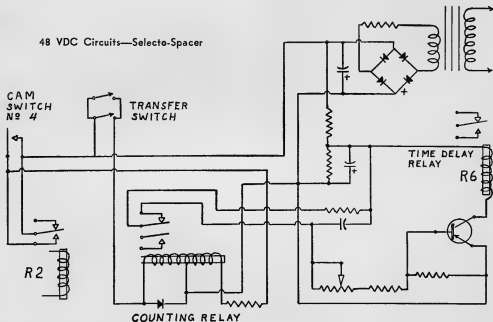 48 VDC Circuits—Selecto-Spacer
CAM
SWITCH
Nº 4
TRANSFER
SWITCH
TIME DELAY
RELAY
R6
R2
COUNTING RELAY
+
+
+